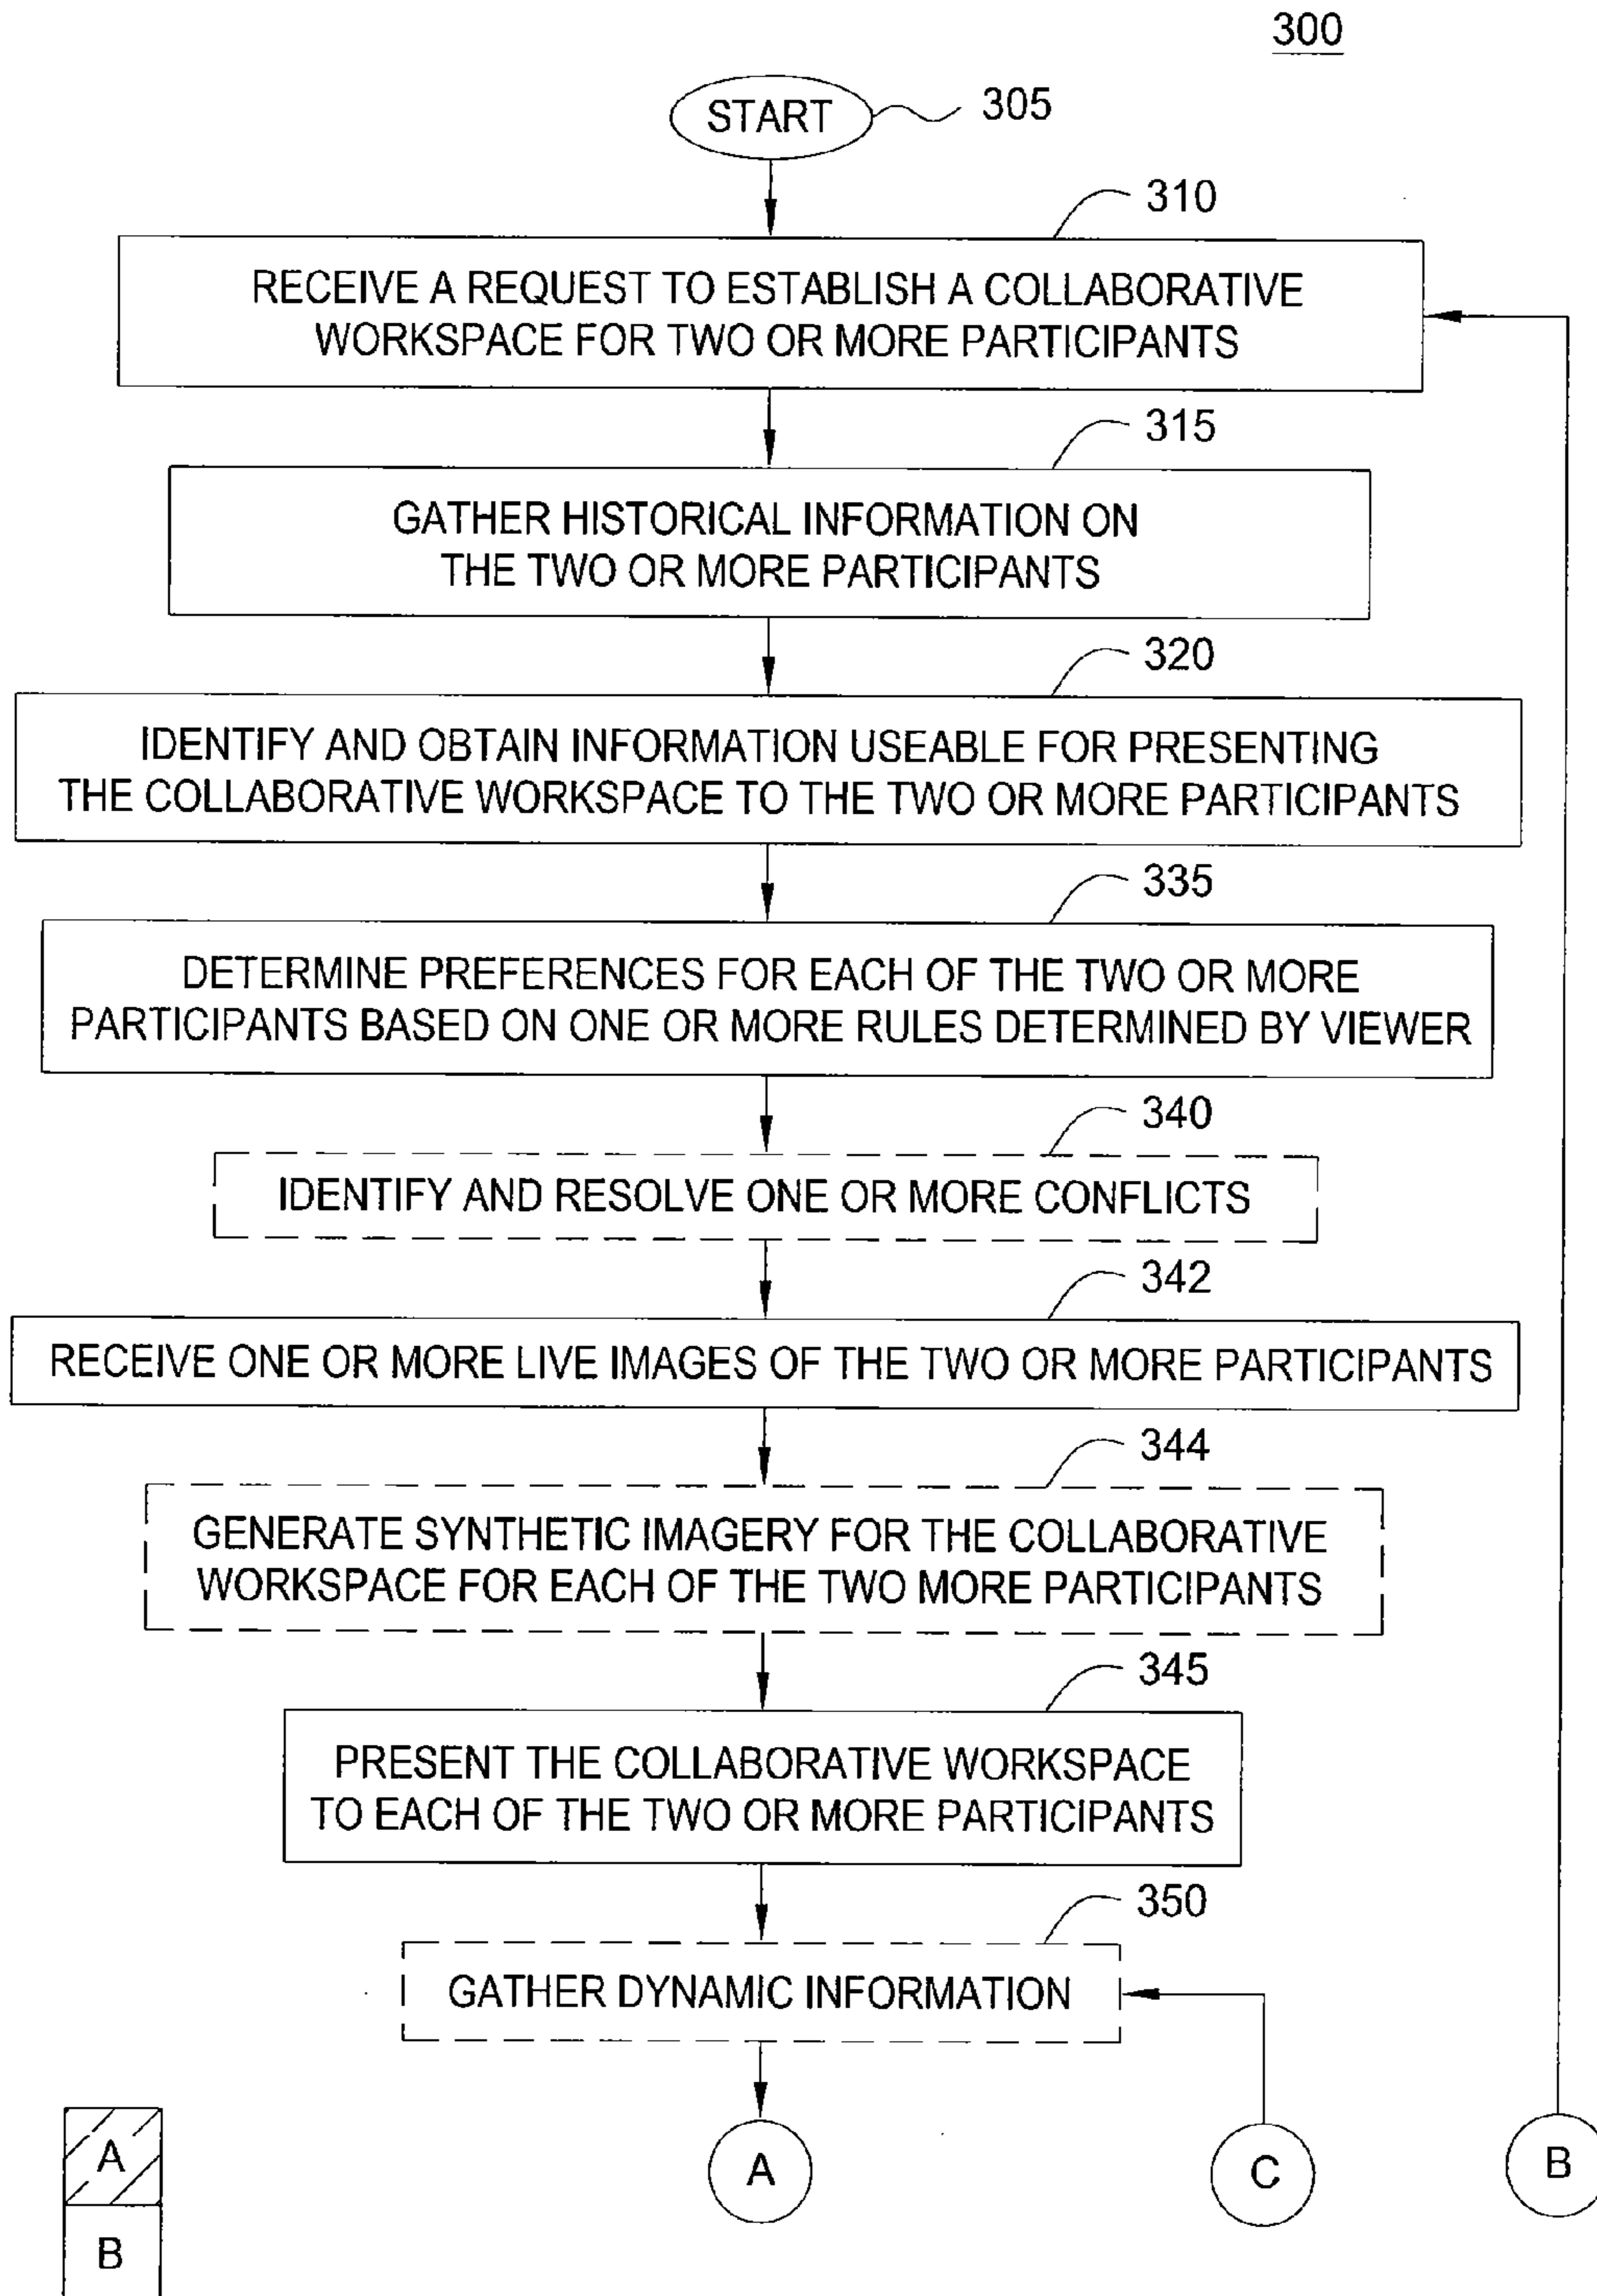 300
START
305
310
RECEIVE A REQUEST TO ESTABLISH A COLLABORATIVE
WORKSPACE FOR TWO OR MORE PARTICIPANTS
315
GATHER HISTORICAL INFORMATION ON
THE TWO OR MORE PARTICIPANTS
320
IDENTIFY AND OBTAIN INFORMATION USEABLE FOR PRESENTING
THE COLLABORATIVE WORKSPACE TO THE TWO OR MORE PARTICIPANTS
335
DETERMINE PREFERENCES FOR EACH OF THE TWO OR MORE
PARTICIPANTS BASED ON ONE OR MORE RULES DETERMINED BY VIEWER
340
IDENTIFY AND RESOLVE ONE OR MORE CONFLICTS
342
RECEIVE ONE OR MORE LIVE IMAGES OF THE TWO OR MORE PARTICIPANTS
344
GENERATE SYNTHETIC IMAGERY FOR THE COLLABORATIVE
WORKSPACE FOR EACH OF THE TWO MORE PARTICIPANTS
345
PRESENT THE COLLABORATIVE WORKSPACE
TO EACH OF THE TWO OR MORE PARTICIPANTS
350
GATHER DYNAMIC INFORMATION
A
A
C
B
B